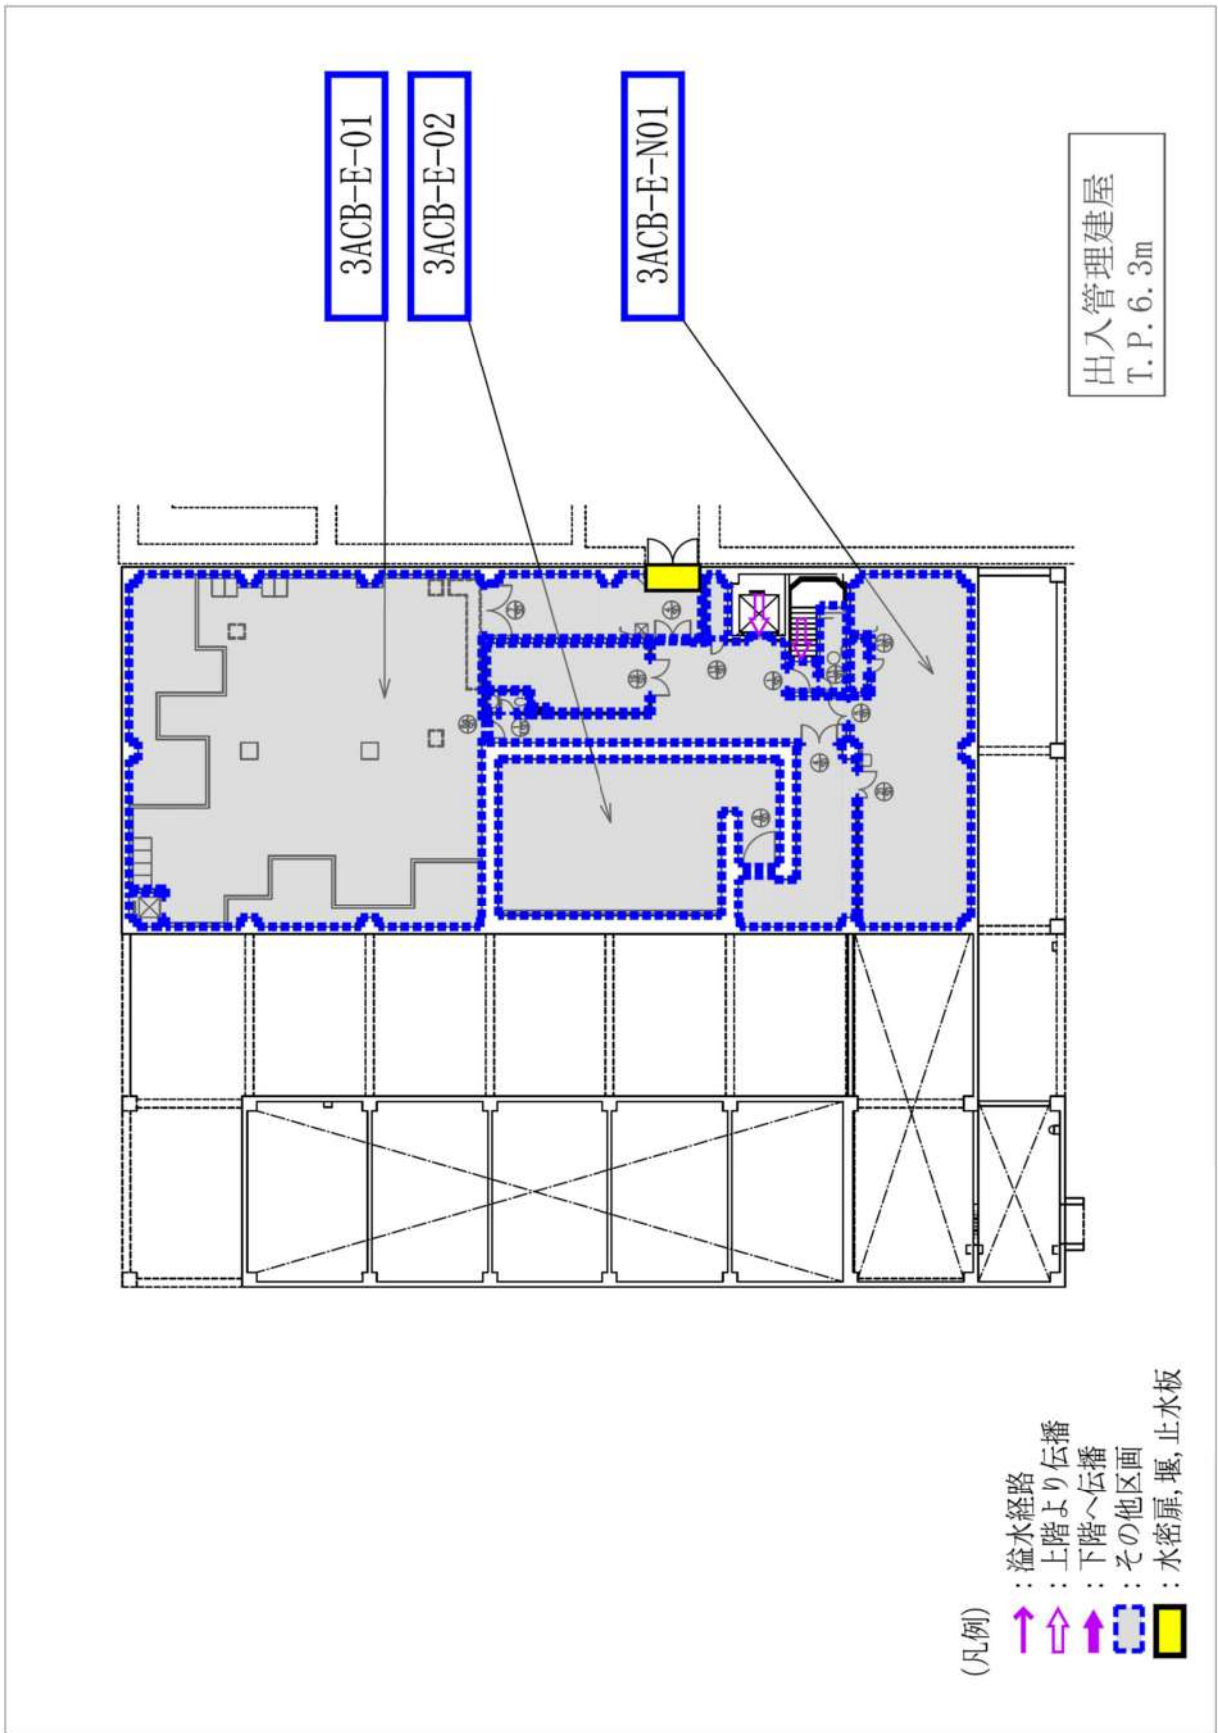 3ACB-E-01
3ACB-E-02
3ACB-E-N01
出入管理建屋
T.P.6.3m
(凡例)
:溢水経路
:上階より伝播
:下階へ伝播
:その他区画
:水密扉,堰,止水板